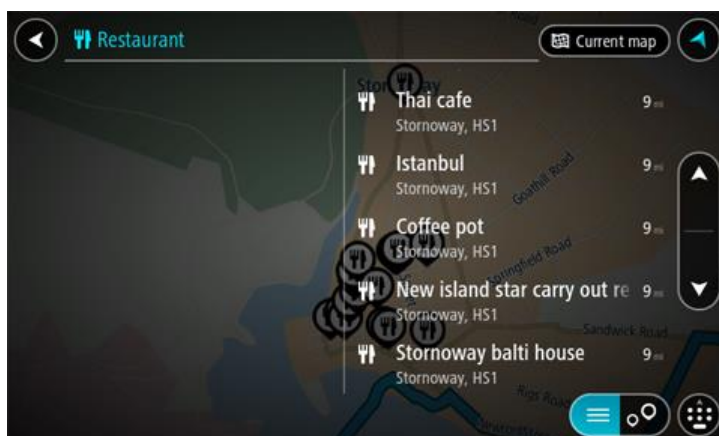 Restaurant
Current map
Thai cafe
9 mi
Stornoway, HS1
Istanbul
9 mi
Stornoway, HS1
Coffee pot
9 mi
Stornoway, HS1
New island star carry out re
9 mi
Stornoway, HS1
Stornoway balti house
9 mi
Stornoway, HS1
Goathill Road
Springfield Road
Sandwick Road
Rigs Road